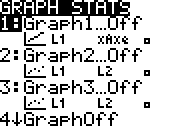 GRAPH STATS
1:Graph1…Off
L1 xAxe
2:Graph2…Off
L1 L2
3:Graph3…Off
L1 L2
4↓GraphOff